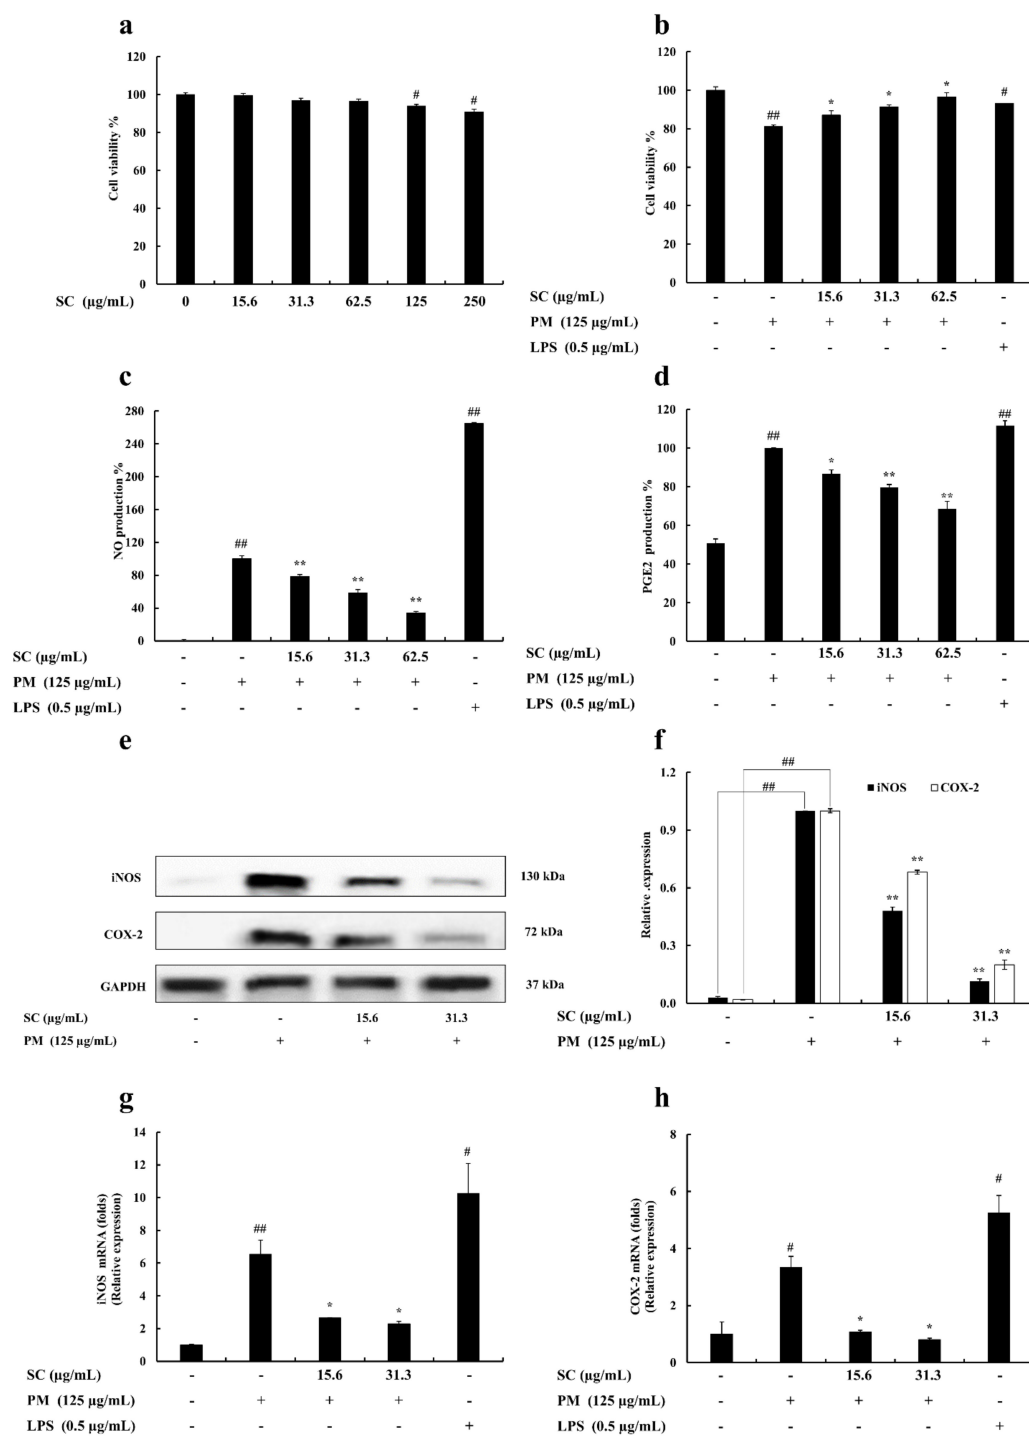 a
120
100
80
60
40
20
0
Cell viability %
# #
SC (μg/mL) 0 15.6 31.3 62.5 125 250
b
120
100
80
60
40
20
0
Cell viability %
## * * * #
SC (μg/mL) - - 15.6 31.3 62.5 -
PM (125 μg/mL) - + + + + -
LPS (0.5 μg/mL) - - - - - +
c
280
240
200
160
120
80
40
0
NO production %
## ** ** ** ##
SC (μg/mL) - - 15.6 31.3 62.5 -
PM (125 μg/mL) - + + + + -
LPS (0.5 μg/mL) - - - - - +
d
120
100
80
60
40
20
0
PGE2 production %
## * ** ** ##
SC (μg/mL) - - 15.6 31.3 62.5 -
PM (125 μg/mL) - + + + + -
LPS (0.5 μg/mL) - - - - - +
e
iNOS 130 kDa
COX-2 72 kDa
GAPDH 37 kDa
SC (μg/mL) - - 15.6 31.3
PM (125 μg/mL) - + + +
f
1.2
0.9
0.6
0.3
0.0
Relative .expression
##
##
iNOS COX-2
** ** ** **
SC (μg/mL) - - 15.6 31.3
PM (125 μg/mL) - + + +
g
14
12
10
8
6
4
2
0
iNOS mRNA (folds)
(Relative expression)
## * * #
SC (μg/mL) - - 15.6 31.3 -
PM (125 μg/mL) - + + + -
LPS (0.5 μg/mL) - - - - +
h
8
6
4
2
0
COX-2 mRNA (folds)
(Relative expression)
# * * #
SC (μg/mL) - - 15.6 31.3 -
PM (125 μg/mL) - + + + -
LPS (0.5 μg/mL) - - - - +